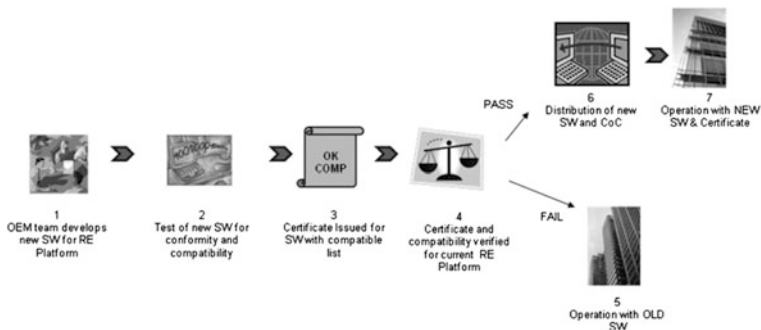 1
OEM team develops
new SW for RE
Platform
2
Test of new SW for
conformity and
compatibility
OK
COMP
3
Certificate Issued for
SW with compatible
list
4
Certificate and
compatibility verified
for current RE
Platform
PASS
6
Distribution of new
SW and CoC
7
Operation with NEW
SW & Certificate
FAIL
5
Operation with OLD
SW